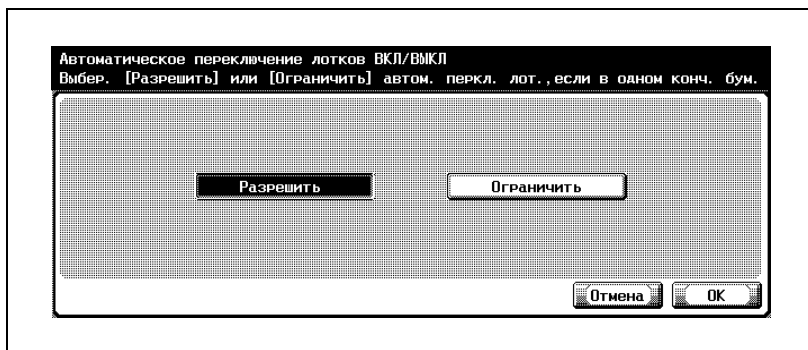 Автоматическое переключение лотков ВКЛ/ВЫКЛ
Выбер. [Разрешить] или [Ограничить] автом. перкл. лот.,если в одном конч. бум.
Разрешить Ограничить
Отмена OK